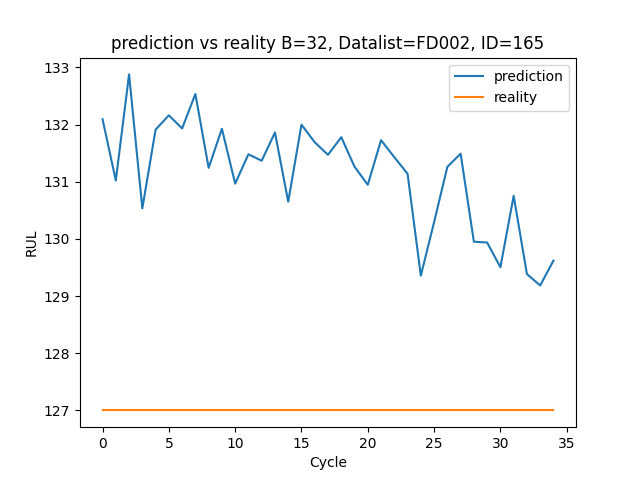 prediction vs reality B=32, Datalist=FD002, ID=165
prediction
reality
133
132
131
130
129
128
127
RUL
0 5 10 15 20 25 30 35
Cycle